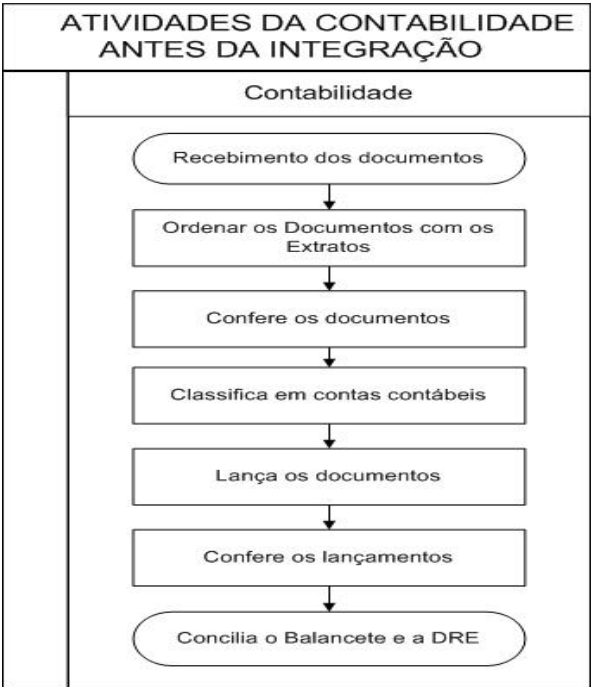 ATIVIDADES DA CONTABILIDADE
ANTES DA INTEGRAÇÃO
Contabilidade
Recebimento dos documentos
Ordenar os Documentos com os
Extratos
Confere os documentos
Classifica em contas contábeis
Lança os documentos
Confere os lançamentos
Concilia o Balancete e a DRE